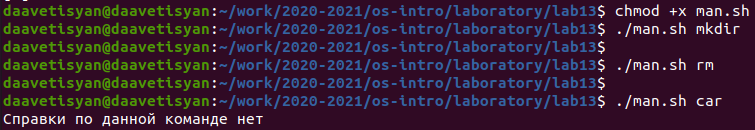 daavetisyan@daavetisyan:~/work/2020-2021/os-intro/laboratory/lab13$ chmod +x man.sh
daavetisyan@daavetisyan:~/work/2020-2021/os-intro/laboratory/lab13$ ./man.sh mkdir
daavetisyan@daavetisyan:~/work/2020-2021/os-intro/laboratory/lab13$
daavetisyan@daavetisyan:~/work/2020-2021/os-intro/laboratory/lab13$ ./man.sh rm
daavetisyan@daavetisyan:~/work/2020-2021/os-intro/laboratory/lab13$
daavetisyan@daavetisyan:~/work/2020-2021/os-intro/laboratory/lab13$ ./man.sh car
Справки по данной команде нет